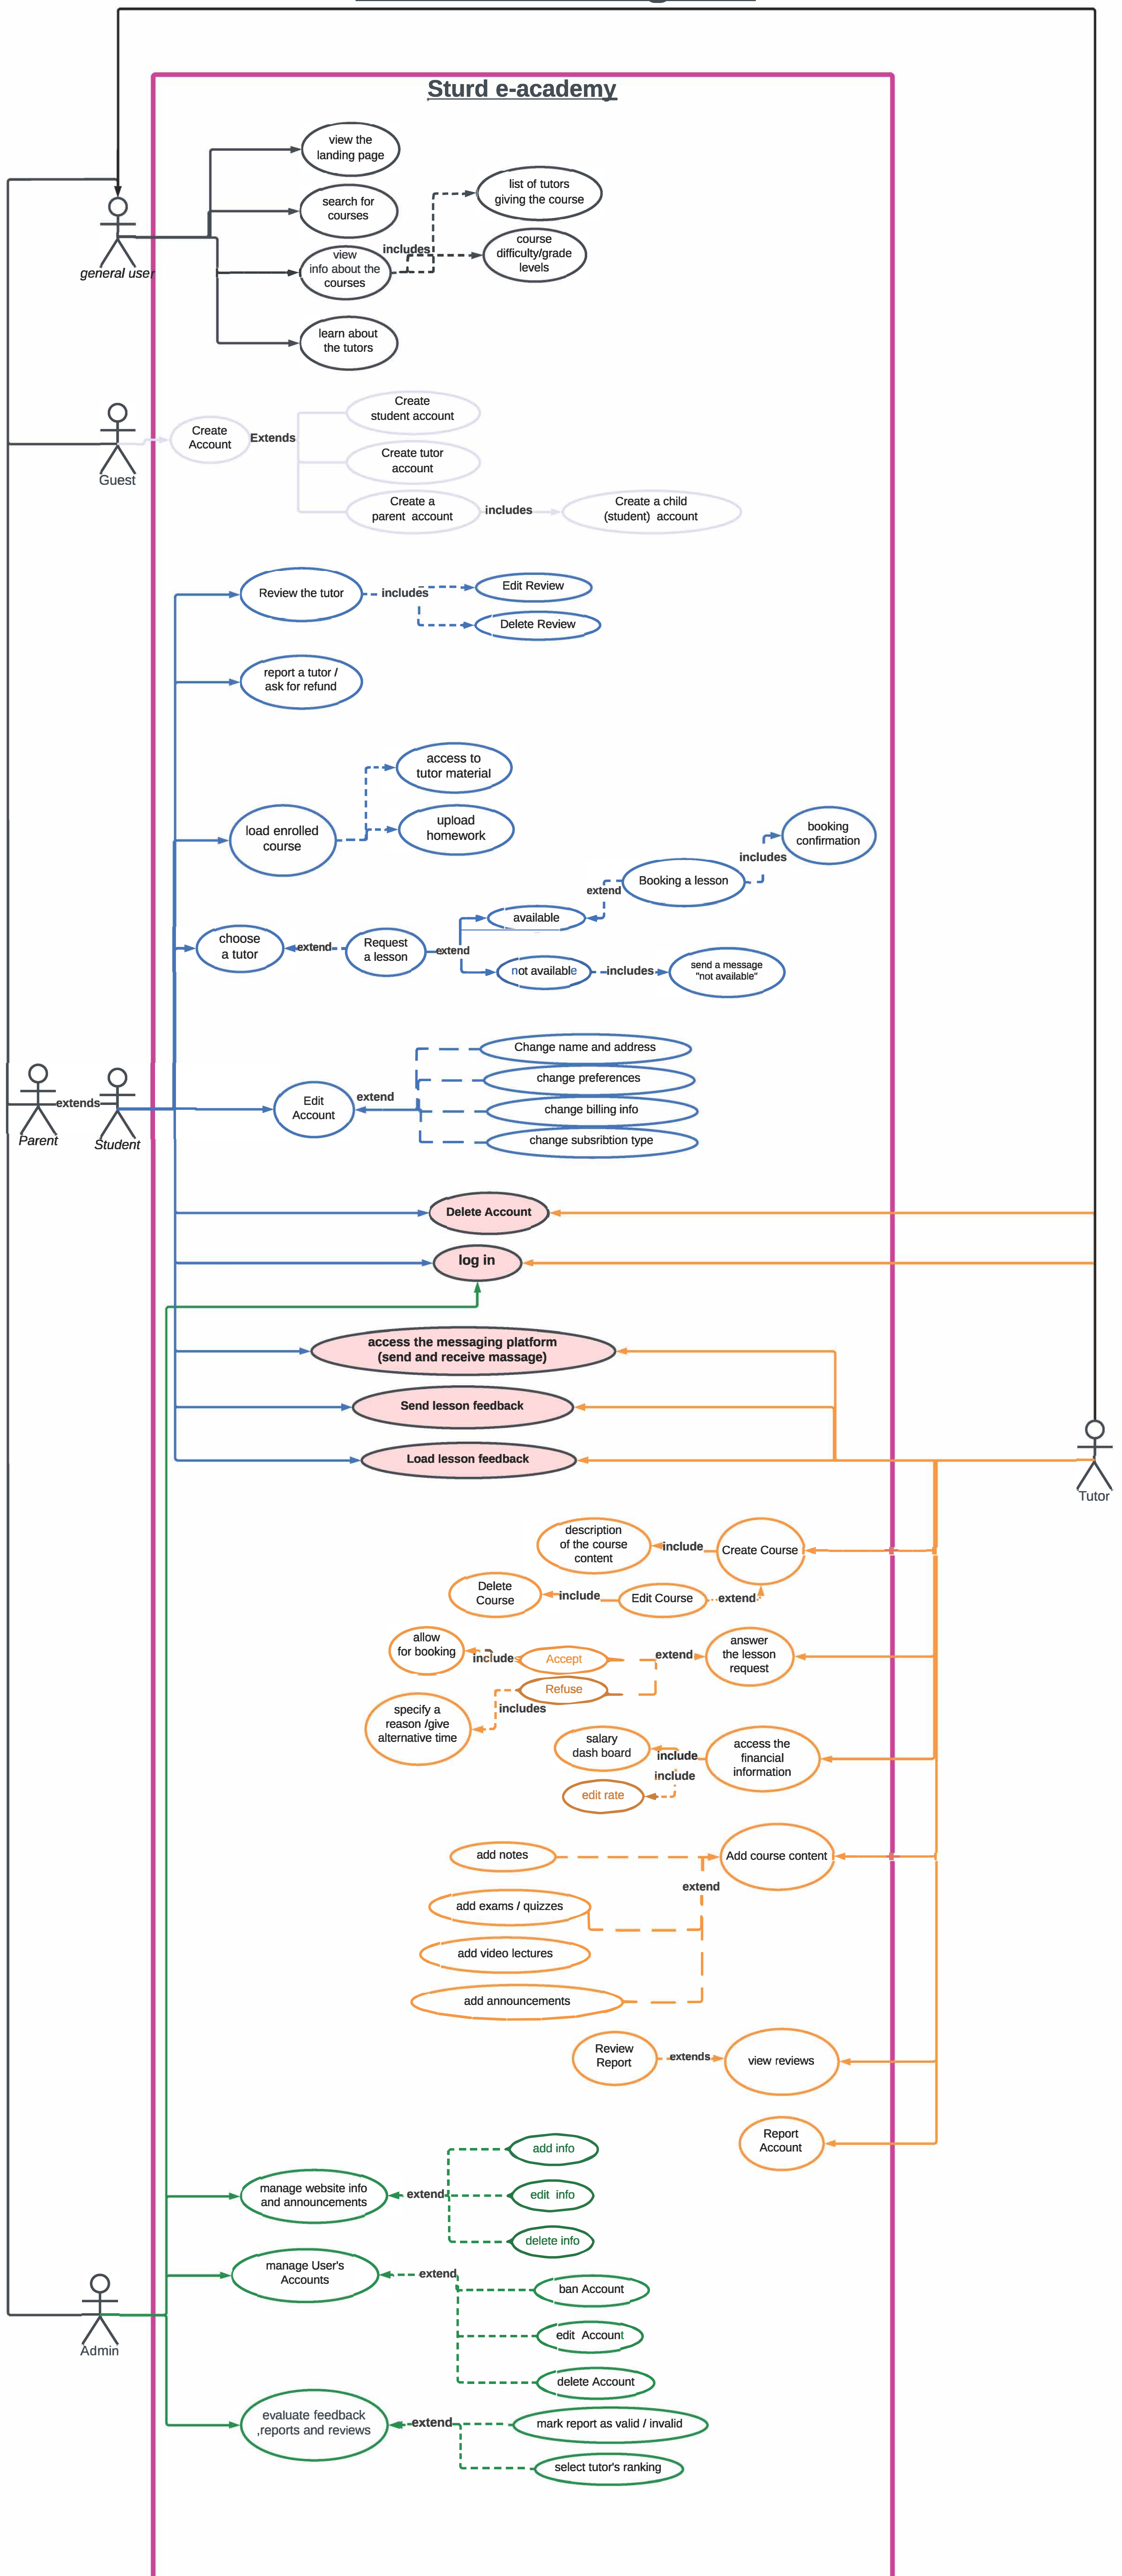 Sturd e-academy
view the
landing page
search for
courses
list of tutors
giving the course
includes
view
info about the
courses
course
difficulty/grade
levels
general user
learn about
the tutors
Create
student account
Create
Account
Extends
Create tutor
account
Guest
Create a
parent account
includes
Create a child
(student) account
Review the tutor
includes
Edit Review
Delete Review
report a tutor /
ask for refund
access to
tutor material
load enrolled
course
upload
homework
booking
confirmation
includes
Booking a lesson
extend
available
choose
a tutor
extend
Request
a lesson
extend
not available
includes
send a message
"not available"
Change name and address
change preferences
Edit
Account
extend
change billing info
change subsribtion type
Parent
extends
Student
Delete Account
log in
access the messaging platform
(send and receive massage)
Send lesson feedback
Load lesson feedback
Tutor
description
of the course
content
include
Create Course
Delete
Course
include
Edit Course
extend
allow
for booking
include
Accept
extend
answer
the lesson
request
Refuse
includes
specify a
reason /give
alternative time
salary
dash board
include
access the
financial
information
include
edit rate
add notes
Add course content
extend
add exams / quizzes
add video lectures
add announcements
Review
Report
extends
view reviews
Report
Account
manage website info
and announcements
extend
add info
edit info
delete info
manage User's
Accounts
extend
ban Account
edit Account
delete Account
Admin
evaluate feedback
,reports and reviews
extend
mark report as valid / invalid
select tutor's ranking